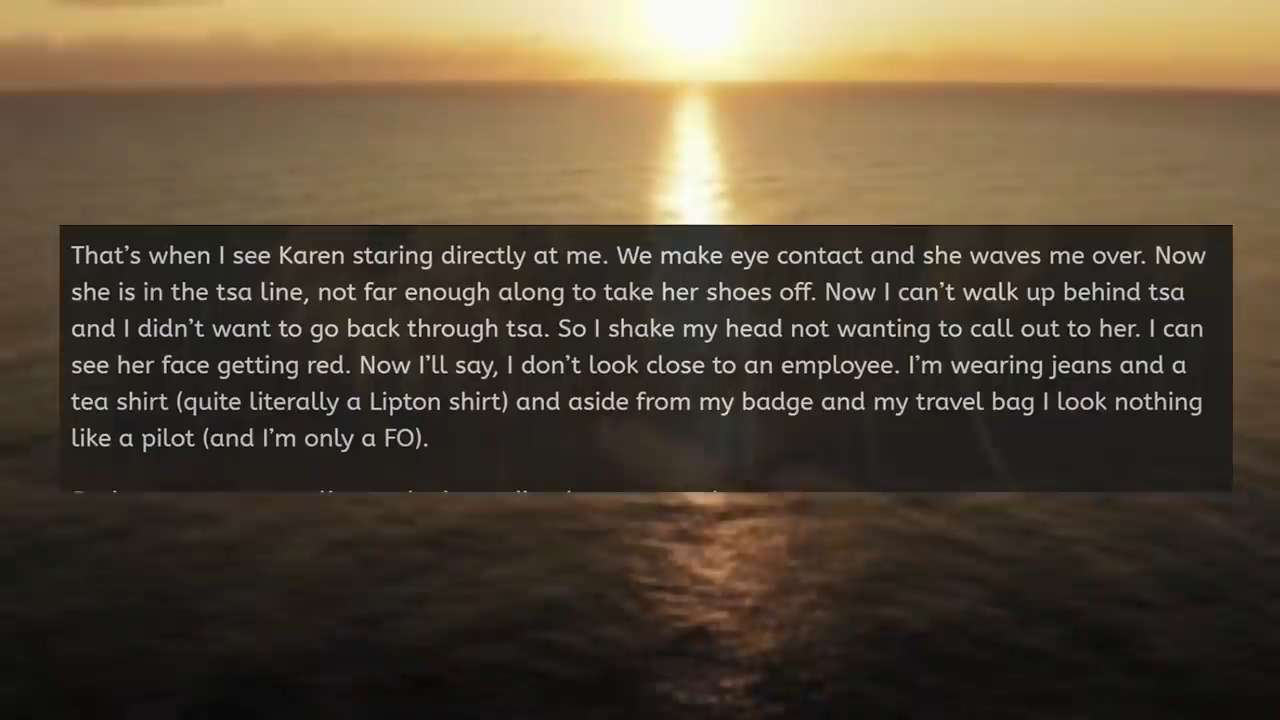 That’s when I see Karen staring directly at me. We make eye contact and she waves me over. Now
she is in the tsa line, not far enough along to take her shoes off. Now I can’t walk up behind tsa
and I didn’t want to go back through tsa. So I shake my head not wanting to call out to her. I can
see her face getting red. Now I’ll say, I don’t look close to an employee. I’m wearing jeans and a
tea shirt (quite literally a Lipton shirt) and aside from my badge and my travel bag I look nothing
like a pilot (and I’m only a FO).